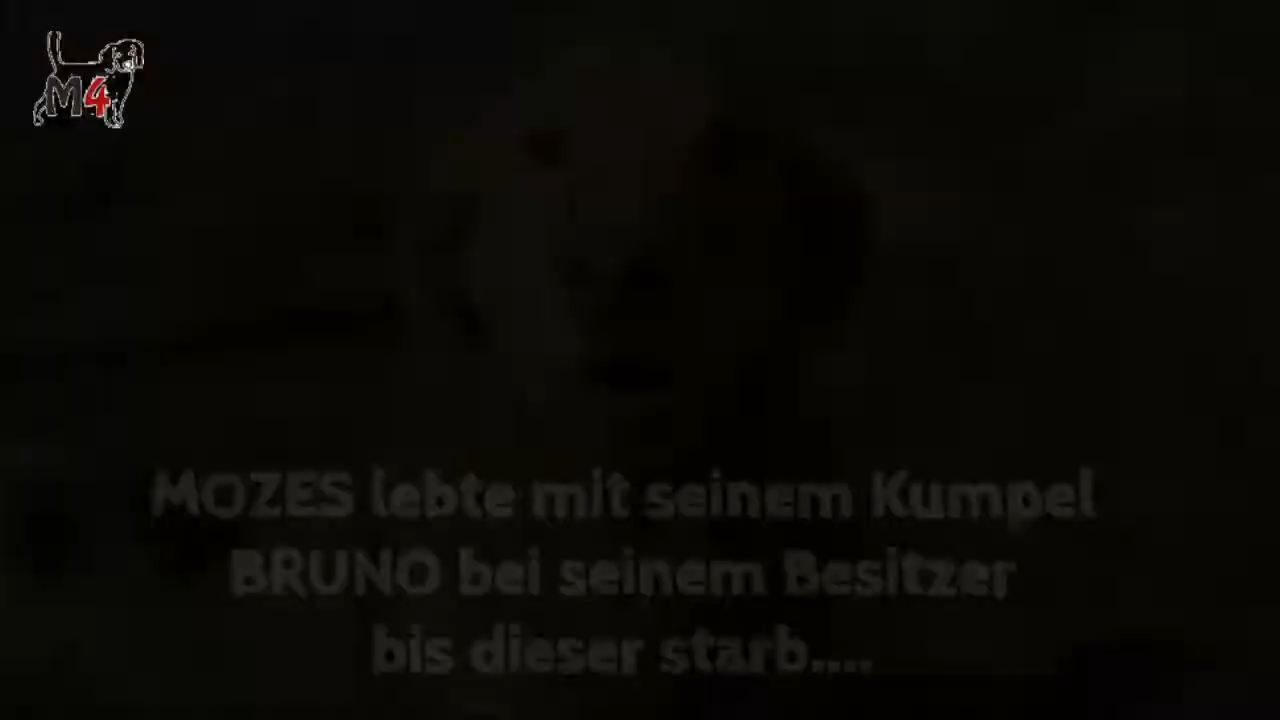 M4
MOZES lebte mit seinem Kumpel
BRUNO bei seinem Besitzer
bis dieser starb....